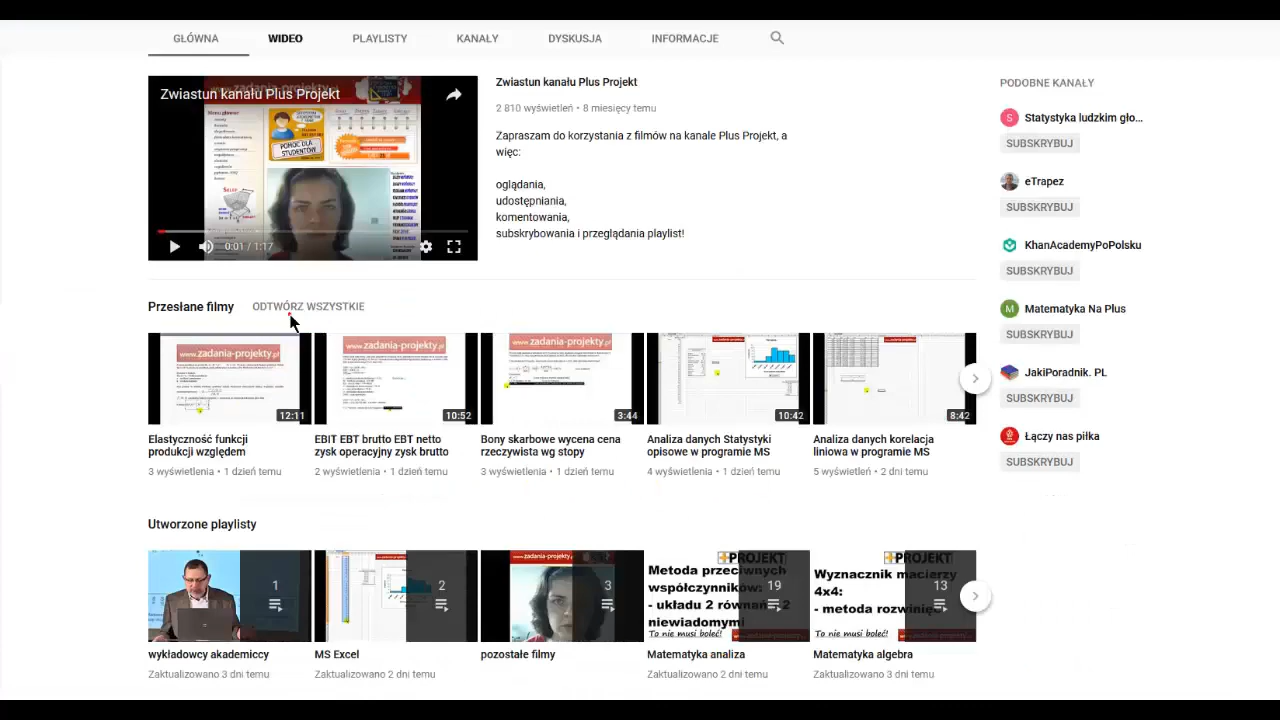 GŁÓWNA WIDEO PLAYLISTY KANAŁY DYSKUSJA INFORMACJE
Zwiastun kanału Plus Projekt
POMOC DLA
STUDENTÓW
0:01 / 1:17
Zwiastun kanału Plus Projekt
2 810 wyświetleń • 8 miesięcy temu
Zapraszam do korzystania z filmów na kanale Plus Projekt, a
więc:
oglądania,
udostępniania,
komentowania,
subskrybowania i przeglądania playlist!
PODOBNE KANAŁY
S Statystyka ludzkim gło...
SUBSKRYBUJ
eTrapez
SUBSKRYBUJ
KhanAcademyPoPolsku
SUBSKRYBUJ
M Matematyka Na Plus
SUBSKRYBUJ
JakiPoradnik. PL
SUBSKRYBUJ
Łączy nas piłka
SUBSKRYBUJ
Przesłane filmy ODTWÓRZ WSZYSTKIE
www.zadania-projekty.pl www.zadania-projekty.pl www.zadania-projekty.pl
12:11 10:52 3:44 10:42 8:42
Elastyczność funkcji
produkcji względem
3 wyświetlenia • 1 dzień temu
EBIT EBT brutto EBT netto
zysk operacyjny zysk brutto
2 wyświetlenia • 1 dzień temu
Bony skarbowe wycena cena
rzeczywista wg stopy
3 wyświetlenia • 1 dzień temu
Analiza danych Statystyki
opisowe w programie MS
4 wyświetlenia • 1 dzień temu
Analiza danych korelacja
liniowa w programie MS
5 wyświetleń • 2 dni temu
Utworzone playlisty
1
wykładowcy akademiccy
Zaktualizowano 3 dni temu
2
MS Excel
Zaktualizowano 2 dni temu
www.zadania-projekty.pl
3
pozostałe filmy
PROJEKT
Metoda przeciwnych
współczynników:
- układu 2 równań 2
niewiadomymi
To nie musi boleć!
19
Matematyka analiza
Zaktualizowano 2 dni temu
PROJEKT
Wyznacznik macierzy
4x4:
- metoda rozwinię
To nie musi boleć!
13
Matematyka algebra
Zaktualizowano 3 dni temu